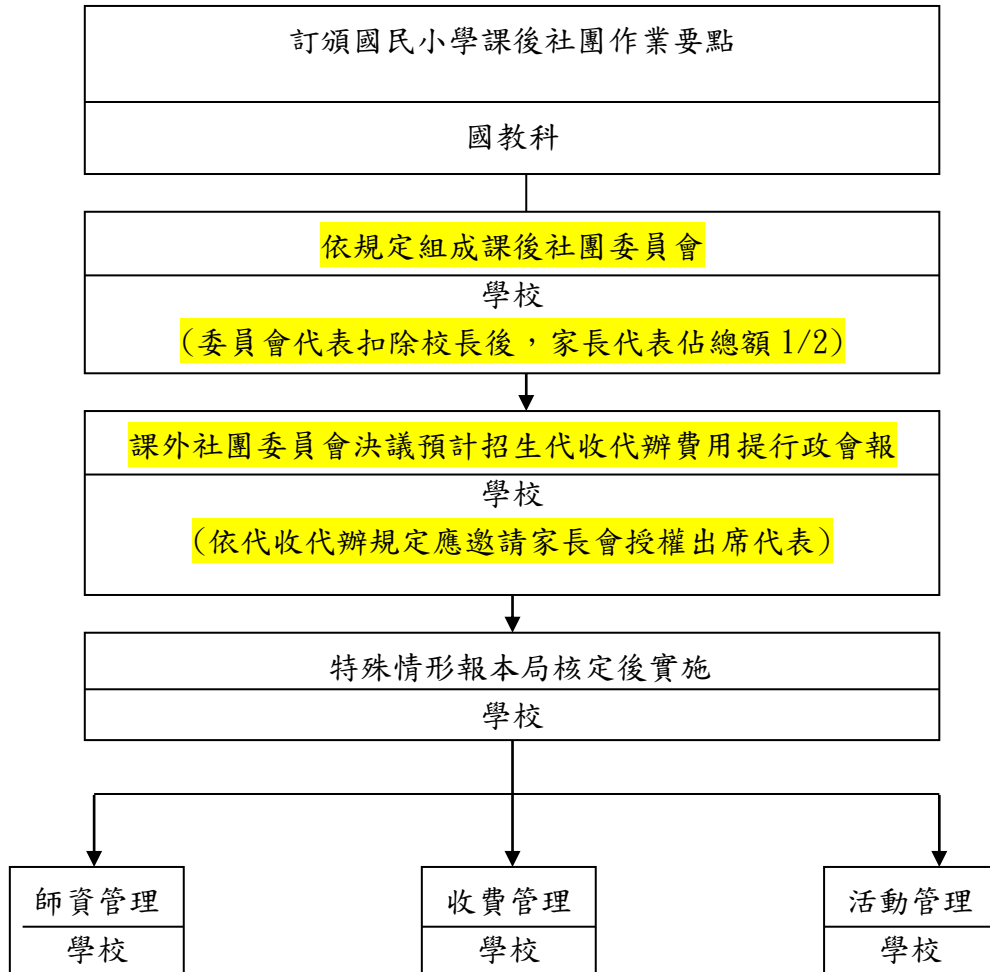 訂頒國民小學課後社團作業要點
國教科
依規定組成課後社團委員會
學校
(委員會代表扣除校長後，家長代表佔總額 1/2)
課外社團委員會決議預計招生代收代辦費用提行政會報
學校
(依代收代辦規定應邀請家長會授權出席代表)
特殊情形報本局核定後實施
學校
師資管理
學校
收費管理
學校
活動管理
學校